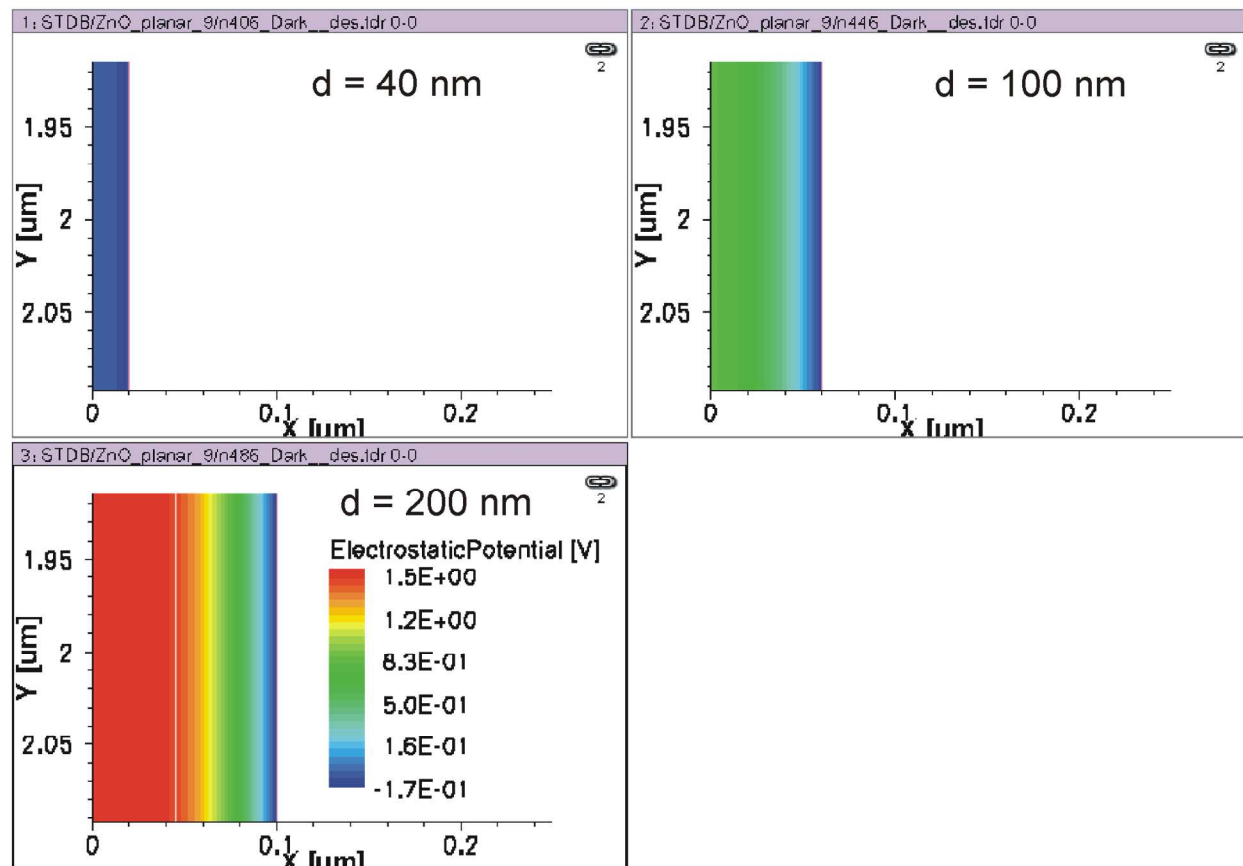 1: STDB/ZnO_planar_9/n406_Dark__des.tdr 0-0
2
d = 40 nm
1.95
2
2.05
Y [um]
0
0.1
0.2
X [um]
2: STDB/ZnO_planar_9/n446_Dark__des.tdr 0-0
2
d = 100 nm
1.95
2
2.05
Y [um]
0
0.1
0.2
X [um]
3: STDB/ZnO_planar_9/n486_Dark__des.tdr 0-0
2
d = 200 nm
ElectrostaticPotential [V]
1.5E+00
1.2E+00
8.3E-01
5.0E-01
1.6E-01
-1.7E-01
1.95
2
2.05
Y [um]
0
0.1
0.2
X [um]